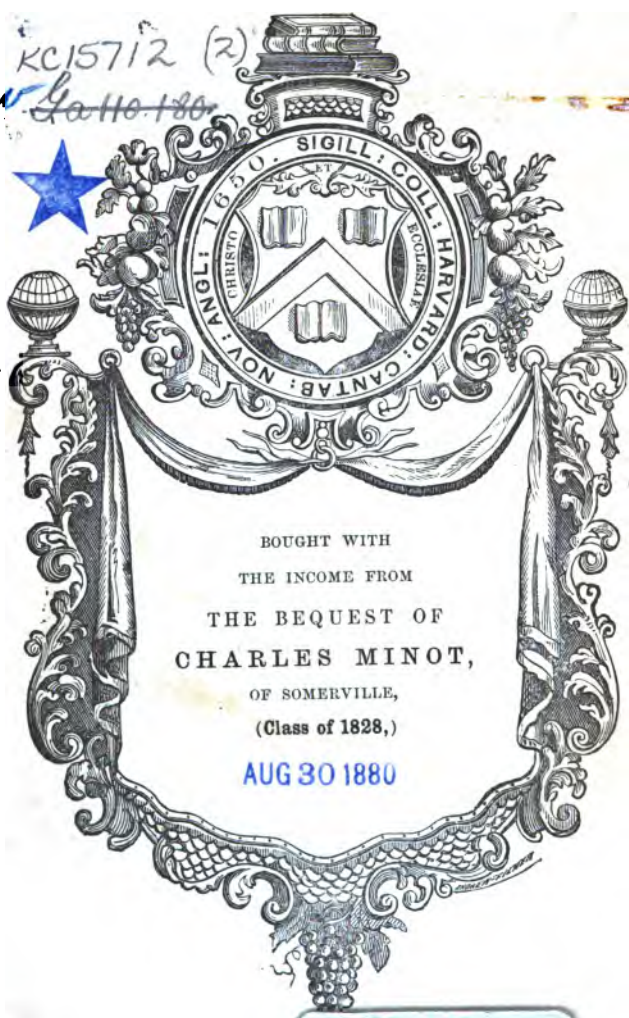 KC15712 (2)
Ga 110.180.
SIGILL: COLL: HARVARD: CANTAB: NOV: ANGL: 1650.
ET
CHRISTO
ECCLESIAE
BOUGHT WITH
THE INCOME FROM
THE BEQUEST OF
CHARLES MINOT,
OF SOMERVILLE,
(Class of 1828,)
AUG 30 1880